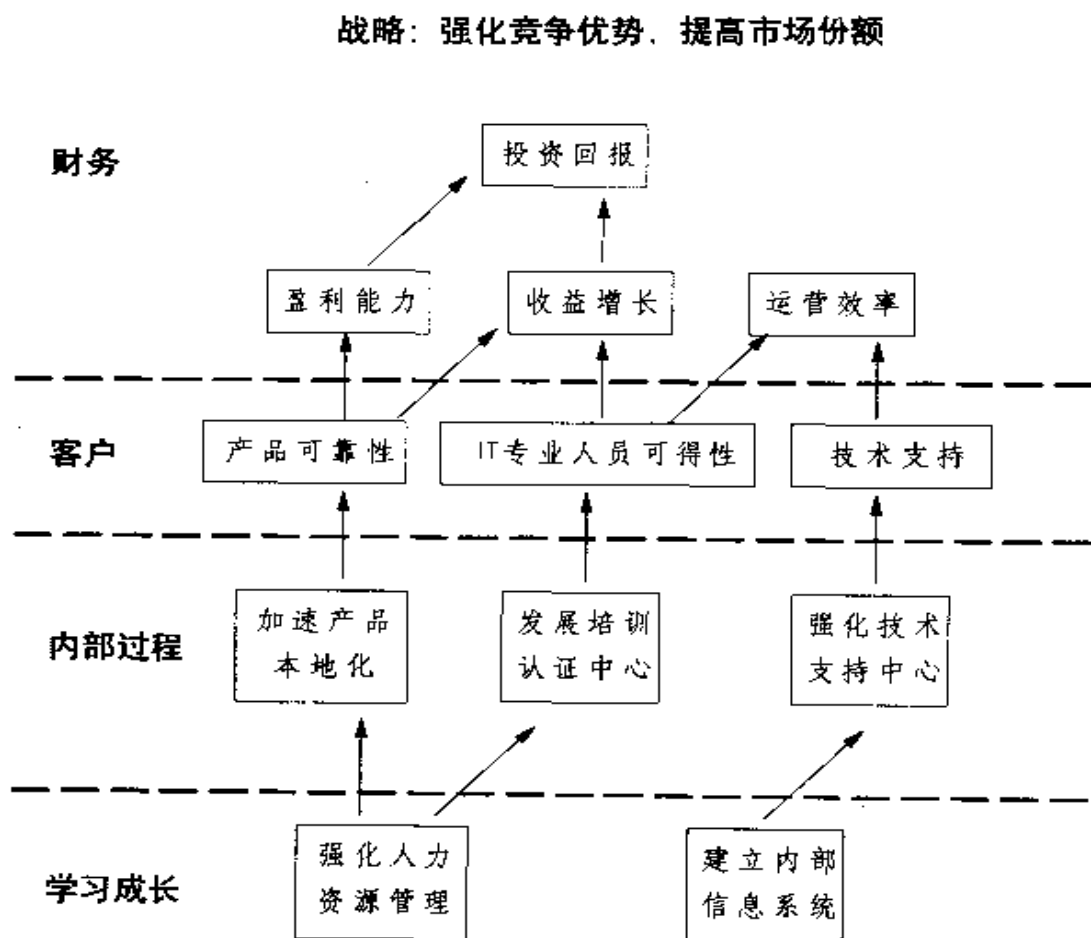 战略：强化竞争优势、提高市场份额
财务
投资回报
盈利能力
收益增长
运营效率
客户
产品可靠性
IT专业人员可得性
技术支持
内部过程
加速产品
本地化
发展培训
认证中心
强化技术
支持中心
学习成长
强化人力
资源管理
建立内部
信息系统